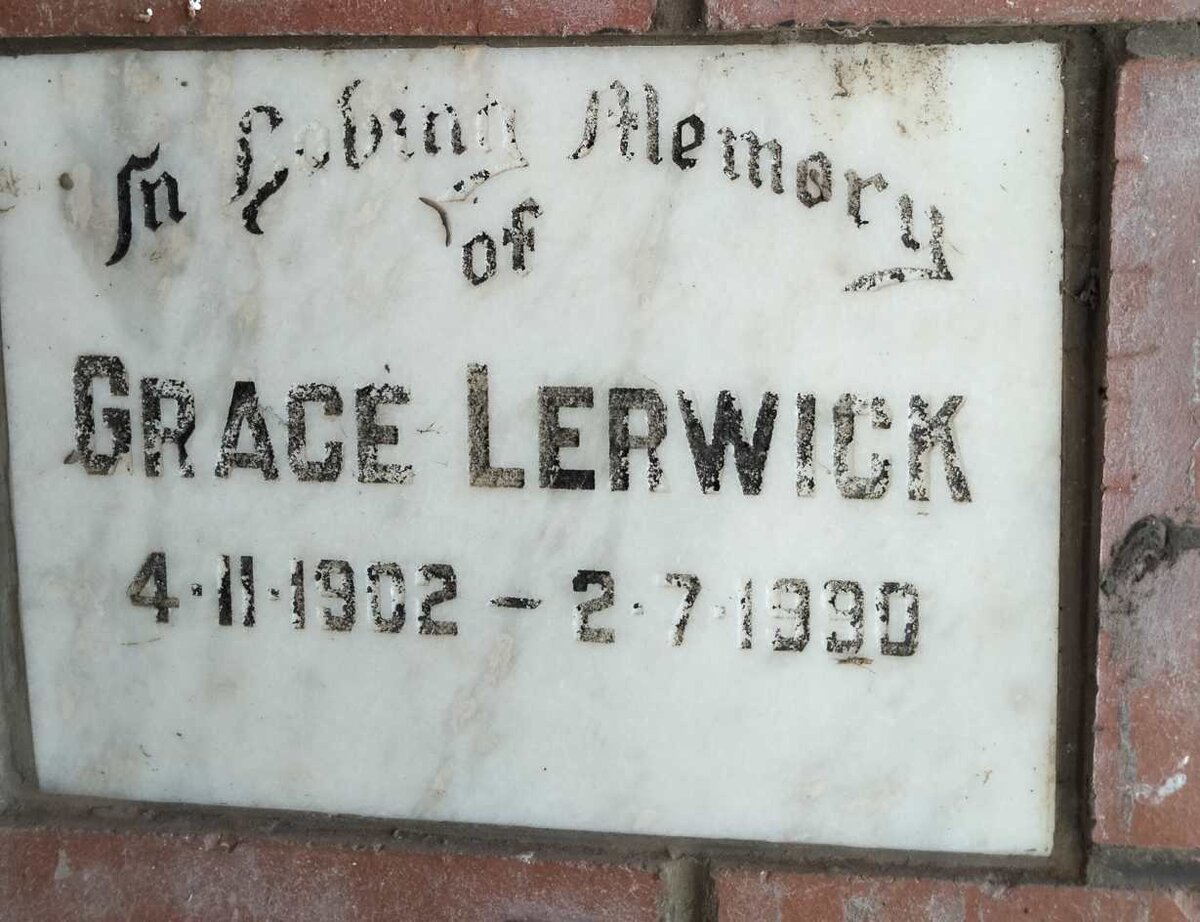 In Loving Memory
of
GRACE LERWICK
4·11·1902 – 2·7·1990